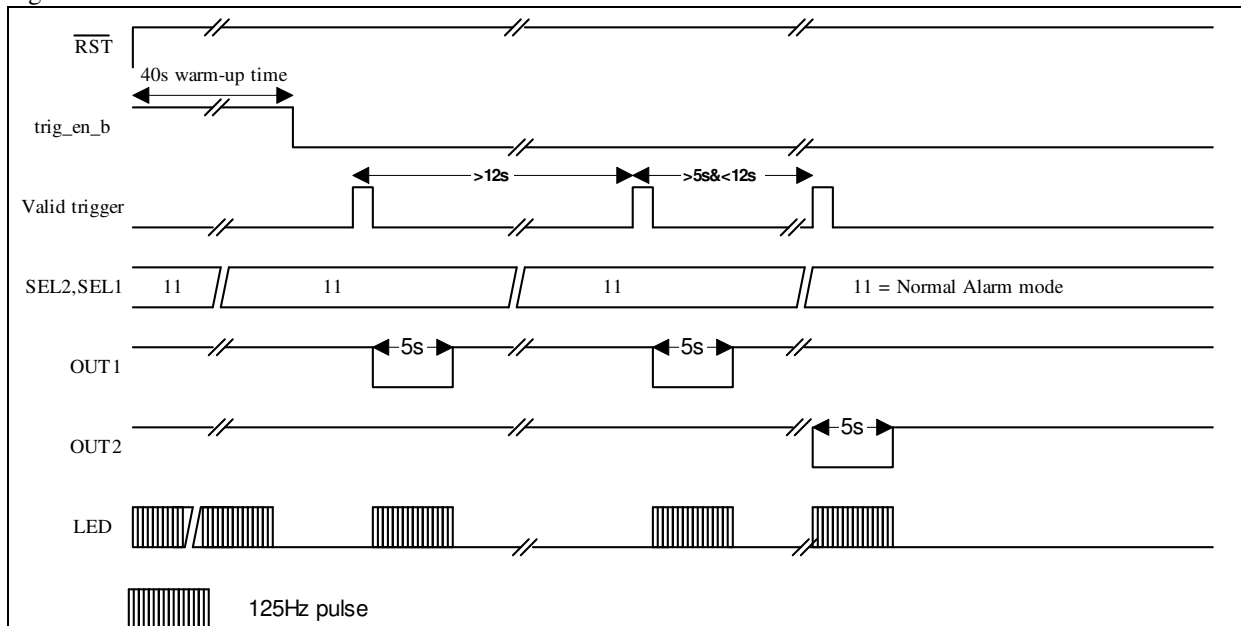 RST
40s warm-up time
trig_en_b
>12s
>5s&<12s
Valid trigger
SEL2,SEL1
11
11
11
11 = Normal Alarm mode
5s
5s
OUT1
5s
OUT2
LED
125Hz pulse